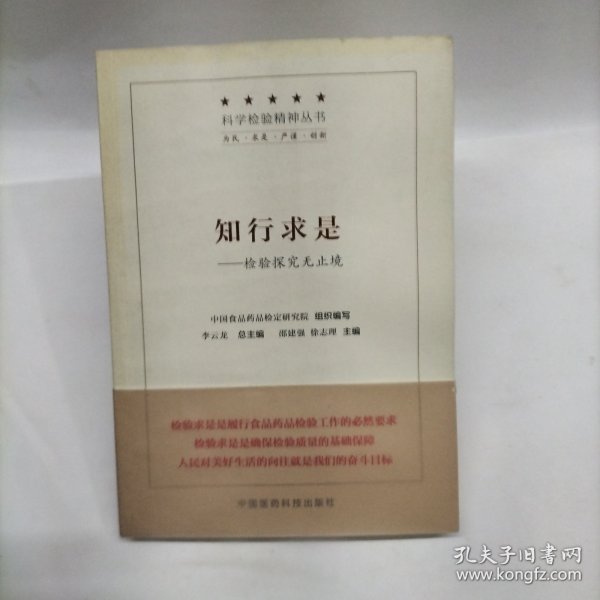 ★★★★★
科学检验精神丛书
为民·求是·严谨·创新
知行求是
——检验探究无止境
中国食品药品检定研究院 组织编写
李云龙 总主编 邵建强 徐志理 主编
检验求是是履行食品药品检验工作的必然要求
检验求是是确保检验质量的基础保障
人民对美好生活的向往就是我们的奋斗目标
中国医药科技出版社
孔夫子旧书网
www.kongfz.com